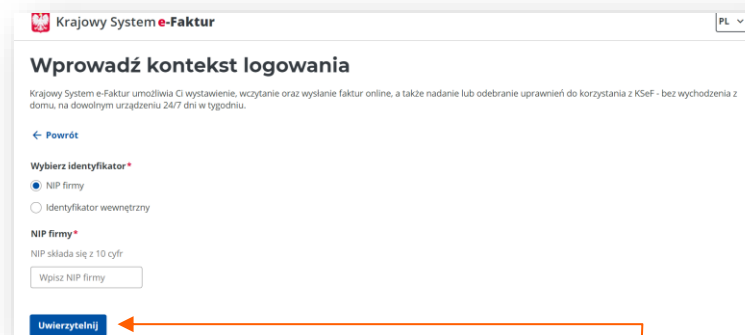 Krajowy System e-Faktur
PL
Wprowadź kontekst logowania
Krajowy System e-Faktur umożliwia Ci wystawienie, wczytanie oraz wysłanie faktur online, a także nadanie lub odebranie uprawnień do korzystania z KSeF - bez wychodzenia z
domu, na dowolnym urządzeniu 24/7 dni w tygodniu.
← Powrót
Wybierz identyfikator*
NIP firmy
Identyfikator wewnętrzny
NIP firmy*
NIP składa się z 10 cyfr
Wpisz NIP firmy
Uwierzytelnij